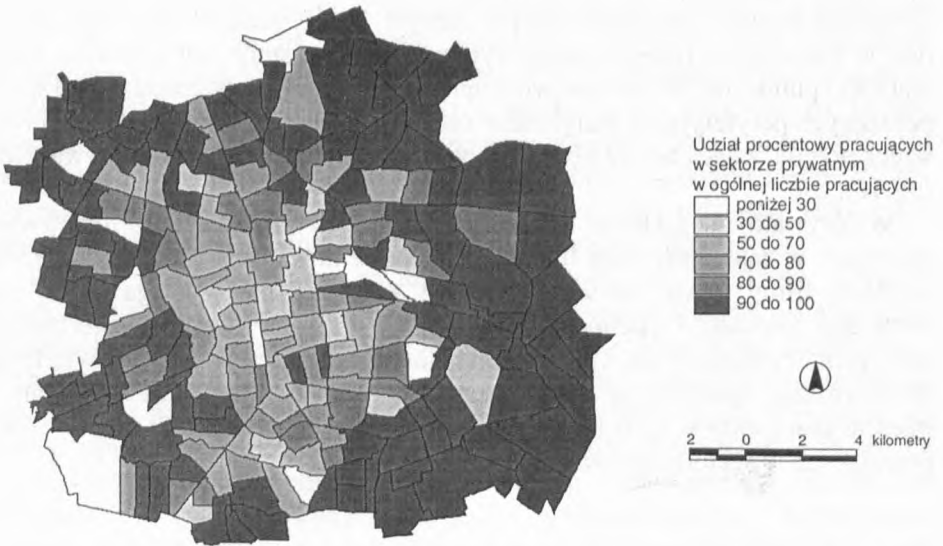 Udział procentowy pracujących
w sektorze prywatnym
w ogólnej liczbie pracujących
poniżej 30
30 do 50
50 do 70
70 do 80
80 do 90
90 do 100
2 0 2 4 kilometry